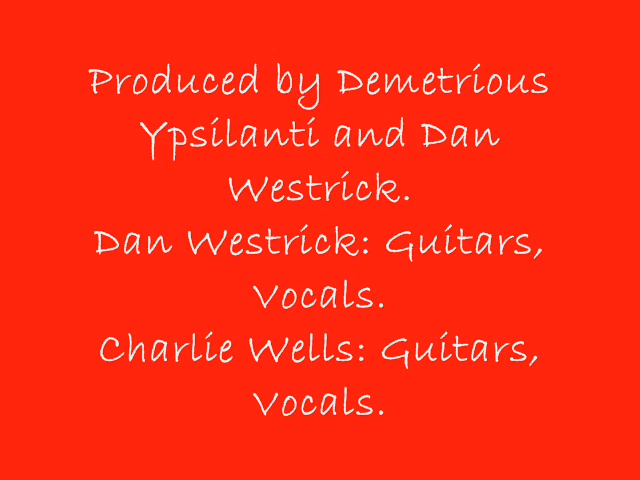 Produced by Demetrious
Ypsilanti and Dan
Westrick.
Dan Westrick: Guitars,
Vocals.
Charlie Wells: Guitars,
Vocals.